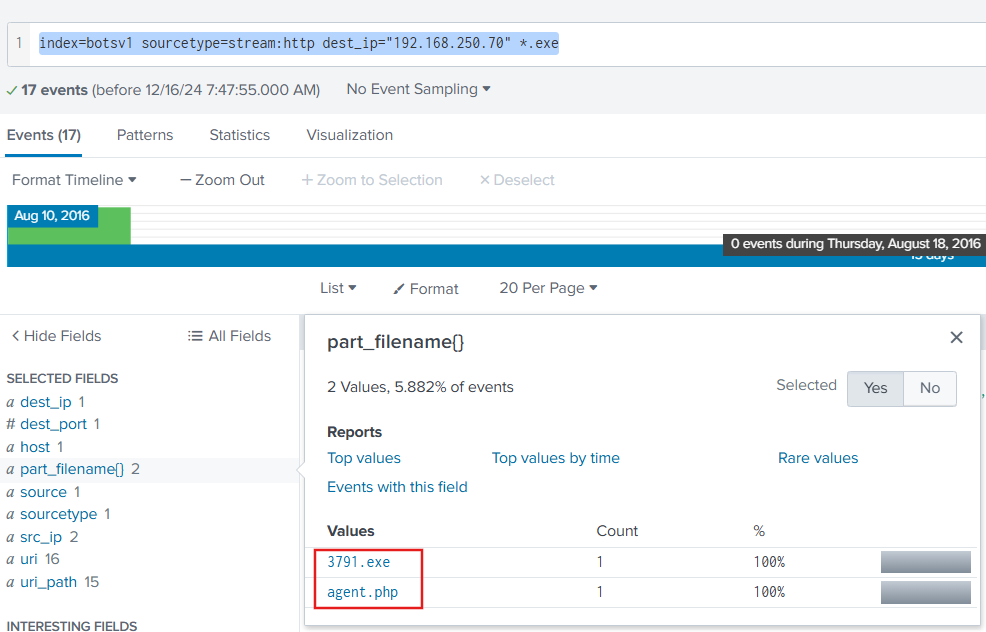 1 index=botsv1 sourcetype=stream:http dest_ip="192.168.250.70" *.exe
✓ 17 events (before 12/16/24 7:47:55.000 AM) No Event Sampling ▾
Events (17) Patterns Statistics Visualization
Format Timeline ▾ — Zoom Out + Zoom to Selection × Deselect
Aug 10, 2016
0 events during Thursday, August 18, 2016
days
List ▾ Format 20 Per Page ▾
< Hide Fields All Fields
SELECTED FIELDS
a dest_ip 1
# dest_port 1
a host 1
a part_filename{} 2
a source 1
a sourcetype 1
a src_ip 2
a uri 16
a uri_path 15
INTERESTING FIELDS
part_filename{} ×
2 Values, 5.882% of events Selected Yes No
Reports
Top values Top values by time Rare values
Events with this field
Values Count %
3791.exe 1 100%
agent.php 1 100%